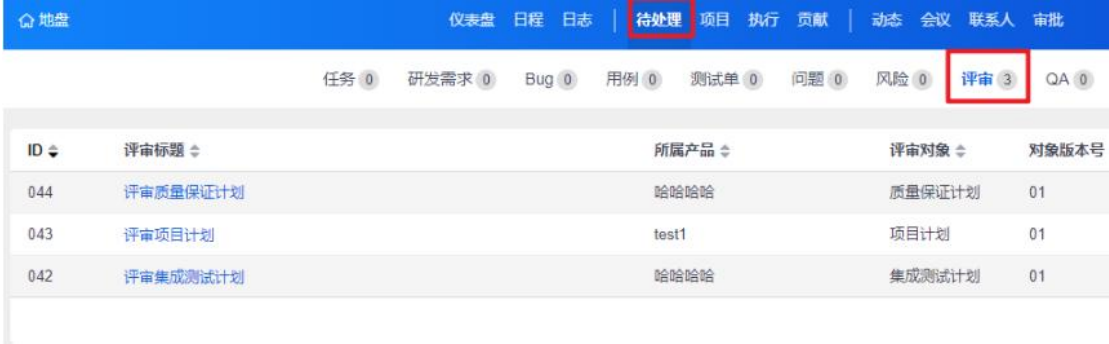 地盘 仪表盘 日程 日志 | 待处理 项目 执行 贡献 | 动态 会议 联系人 审批
任务 0 研发需求 0 Bug 0 用例 0 测试单 0 问题 0 风险 0 评审 3 QA 0
ID 评审标题 所属产品 评审对象 对象版本号
044 评审质量保证计划 哈哈哈哈 质量保证计划 01
043 评审项目计划 test1 项目计划 01
042 评审集成测试计划 哈哈哈哈 集成测试计划 01